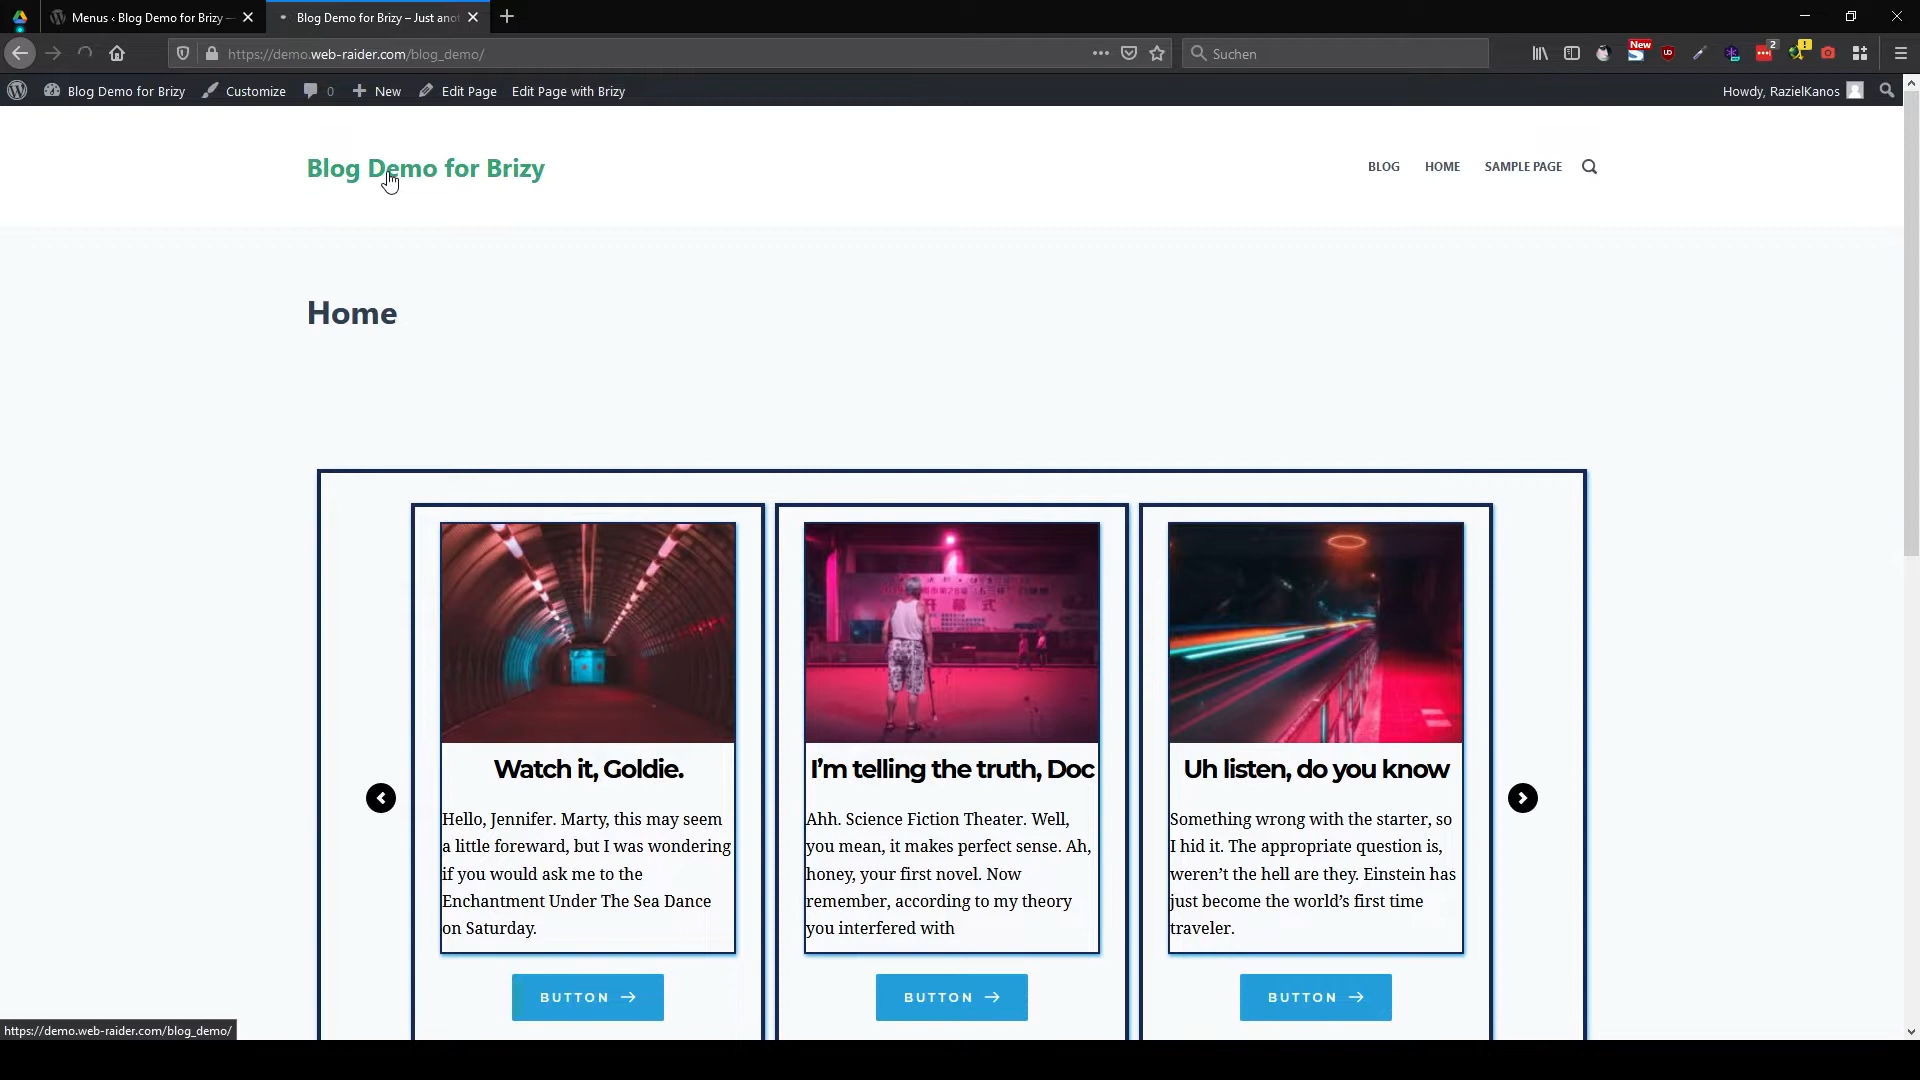 Menus ‹ Blog Demo for Brizy —
Blog Demo for Brizy – Just anot
https://demo.web-raider.com/blog_demo/
Suchen
New
2
Blog Demo for Brizy
Customize
0
New
Edit Page
Edit Page with Brizy
Howdy, RazielKanos
Blog Demo for Brizy
BLOG
HOME
SAMPLE PAGE
Home
Watch it, Goldie.
Hello, Jennifer. Marty, this may seem
a little foreward, but I was wondering
if you would ask me to the
Enchantment Under The Sea Dance
on Saturday.
BUTTON
I’m telling the truth, Doc
Ahh. Science Fiction Theater. Well,
you mean, it makes perfect sense. Ah,
honey, your first novel. Now
remember, according to my theory
you interfered with
BUTTON
Uh listen, do you know
Something wrong with the starter, so
I hid it. The appropriate question is,
weren’t the hell are they. Einstein has
just become the world’s first time
traveler.
BUTTON
https://demo.web-raider.com/blog_demo/